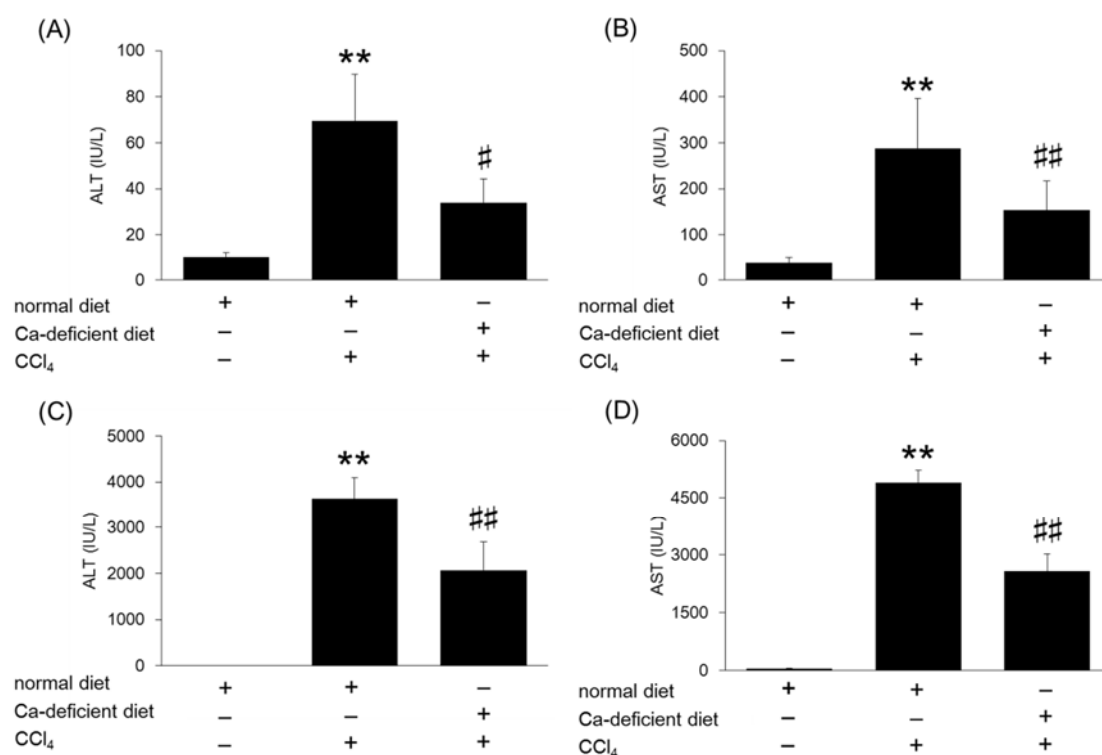 (A)
100
80
60
40
20
0
ALT (IU/L)
**
♯
normal diet + + –
Ca-deficient diet – – +
CCl₄ – + +
(B)
500
400
300
200
100
0
AST (IU/L)
**
♯♯
normal diet + + –
Ca-deficient diet – – +
CCl₄ – + +
(C)
5000
4000
3000
2000
1000
0
ALT (IU/L)
**
♯♯
normal diet + + –
Ca-deficient diet – – +
CCl₄ – + +
(D)
6000
4500
3000
1500
0
AST (IU/L)
**
♯♯
normal diet + + –
Ca-deficient diet – – +
CCl₄ – + +